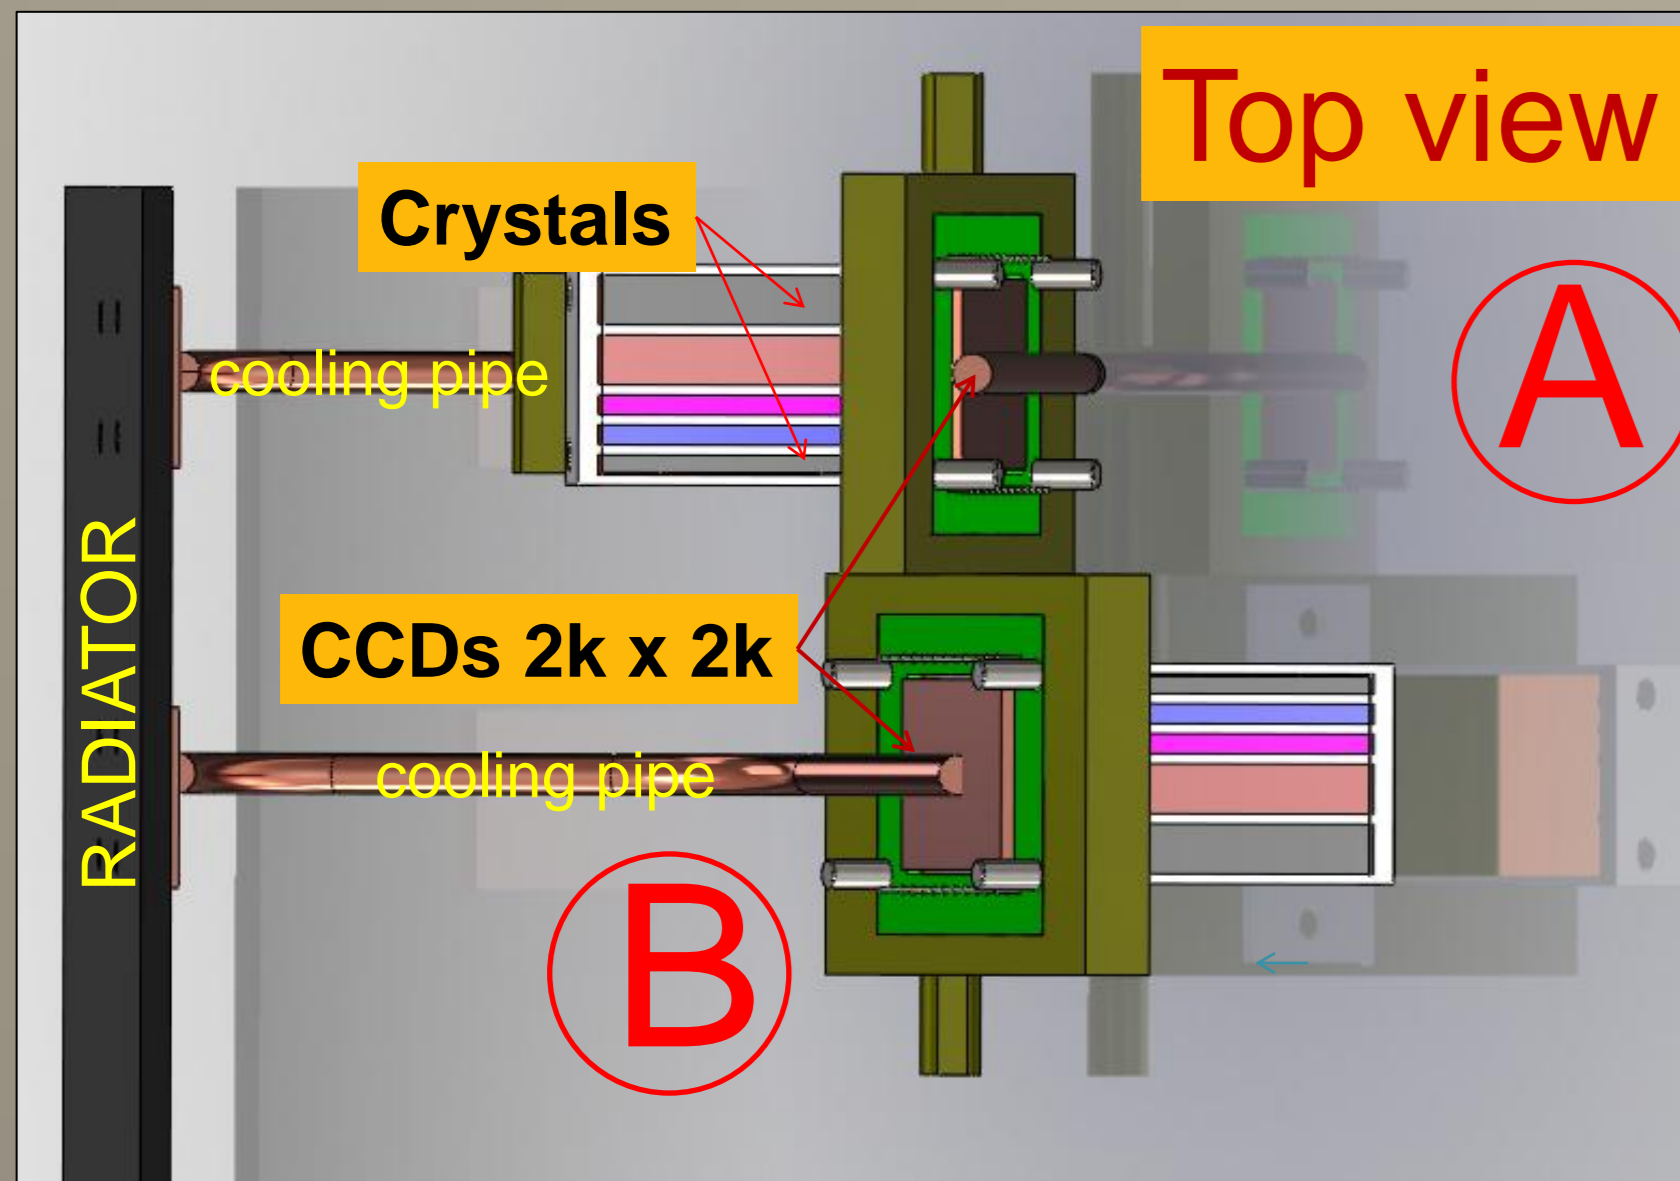 Top view
Crystals
A
cooling pipe
RADIATOR
CCDs 2k x 2k
cooling pipe
B